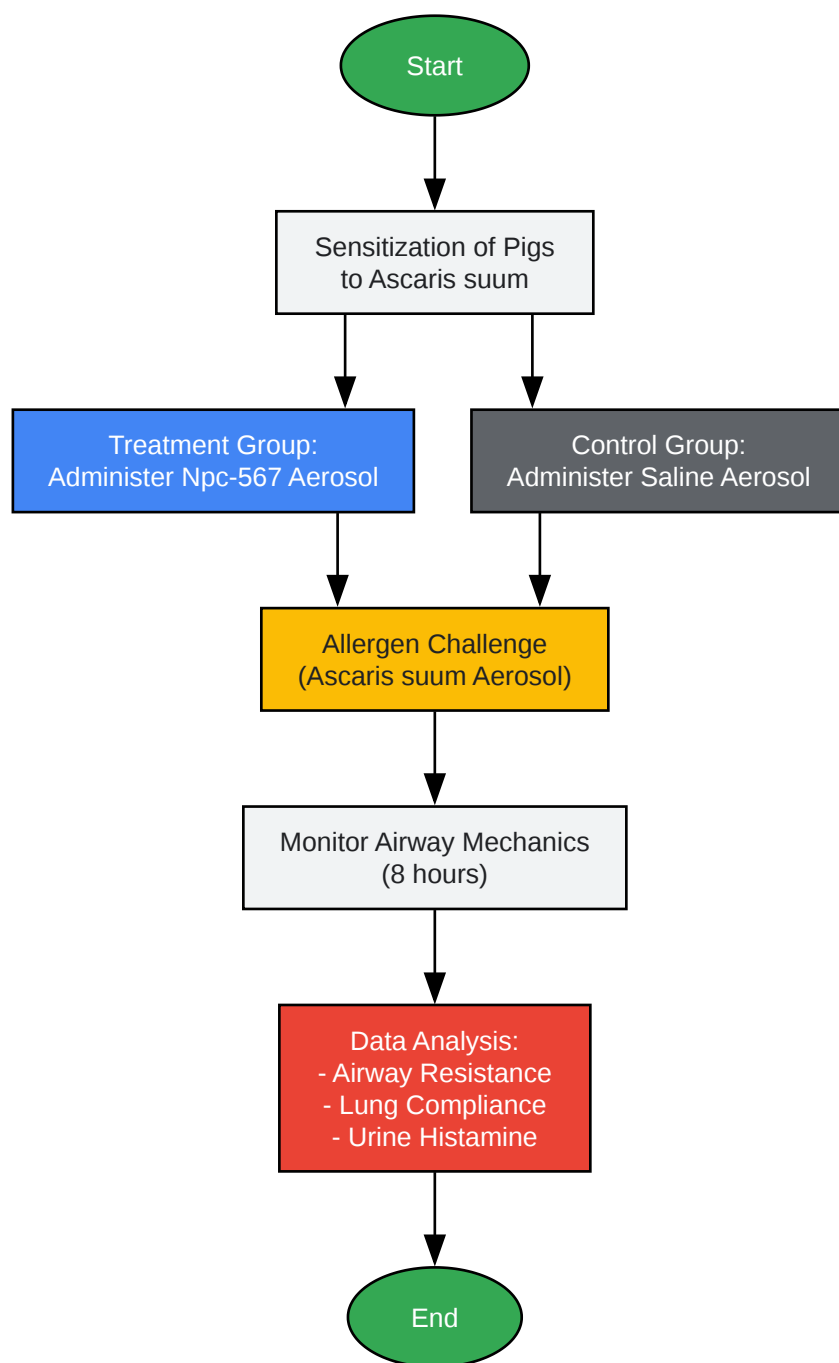 Start
Sensitization of Pigs
to Ascaris suum
Treatment Group:
Administer Npc-567 Aerosol
Control Group:
Administer Saline Aerosol
Allergen Challenge
(Ascaris suum Aerosol)
Monitor Airway Mechanics
(8 hours)
Data Analysis:
- Airway Resistance
- Lung Compliance
- Urine Histamine
End